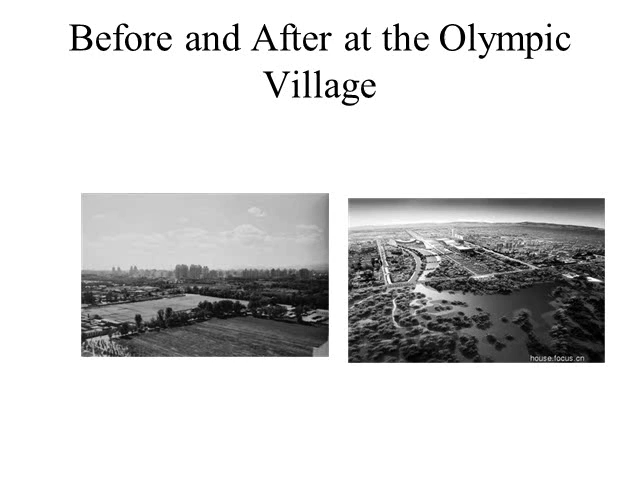 Before and After at the Olympic
Village
house.focus.cn